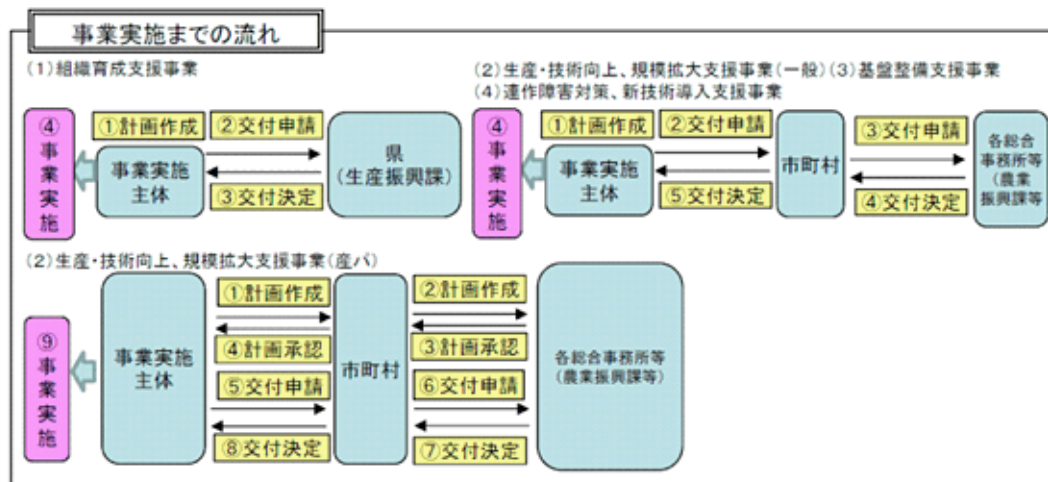 事業実施までの流れ
(1)組織育成支援事業
④事業実施
①計画作成
②交付申請
事業実施主体
県
(生産振興課)
③交付決定
(2)生産・技術向上、規模拡大支援事業(一般)(3)基盤整備支援事業
(4)連作障害対策、新技術導入支援事業
④事業実施
①計画作成
②交付申請
事業実施主体
⑤交付決定
市町村
③交付申請
④交付決定
各総合
事務所等
(農業
振興課等
(2)生産・技術向上、規模拡大支援事業(産パ)
⑨事業実施
事業実施
主体
①計画作成
④計画承認
⑤交付申請
⑧交付決定
市町村
②計画作成
③計画承認
⑥交付申請
⑦交付決定
各総合事務所等
(農業振興課等)